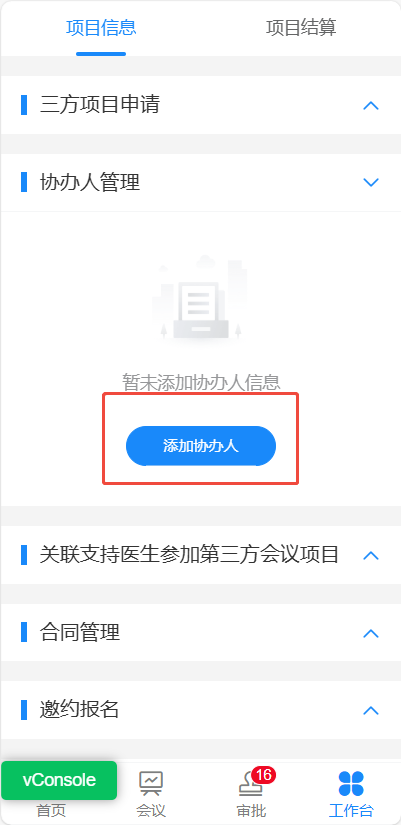 项目信息 项目结算
三方项目申请
协办人管理
暂未添加协办人信息
添加协办人
关联支持医生参加第三方会议项目
合同管理
邀约报名
vConsole
16
首页 会议 审批 工作台